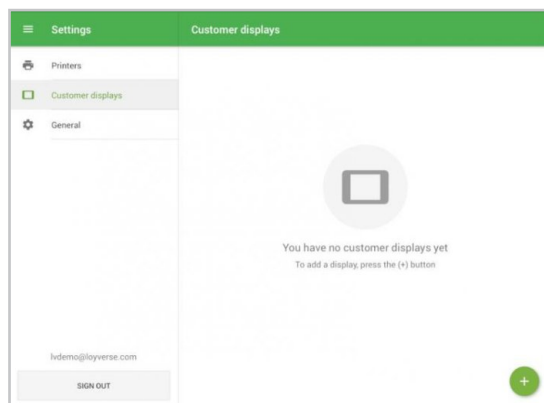 Settings
Customer displays
Printers
Customer displays
General
You have no customer displays yet
To add a display, press the (+) button
lvdemo@loyverse.com
SIGN OUT